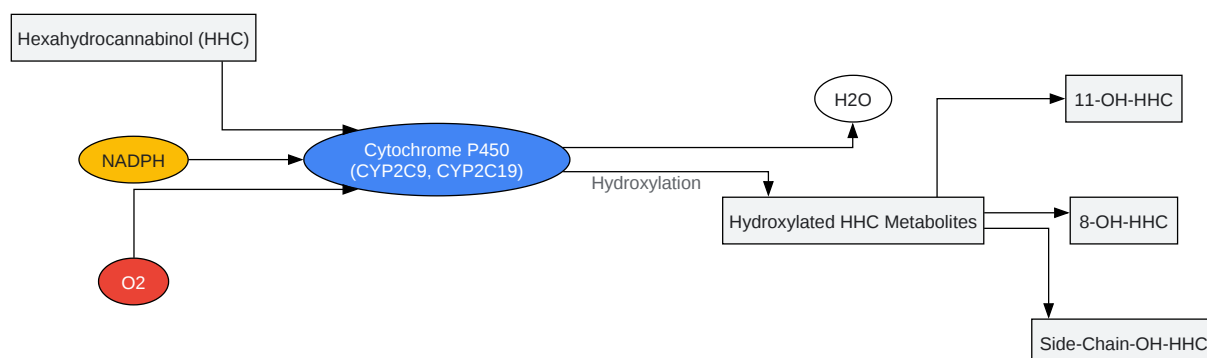 Hexahydrocannabinol (HHC)
H2O
11-OH-HHC
NADPH
Cytochrome P450
(CYP2C9, CYP2C19)
Hydroxylation
Hydroxylated HHC Metabolites
8-OH-HHC
O2
Side-Chain-OH-HHC